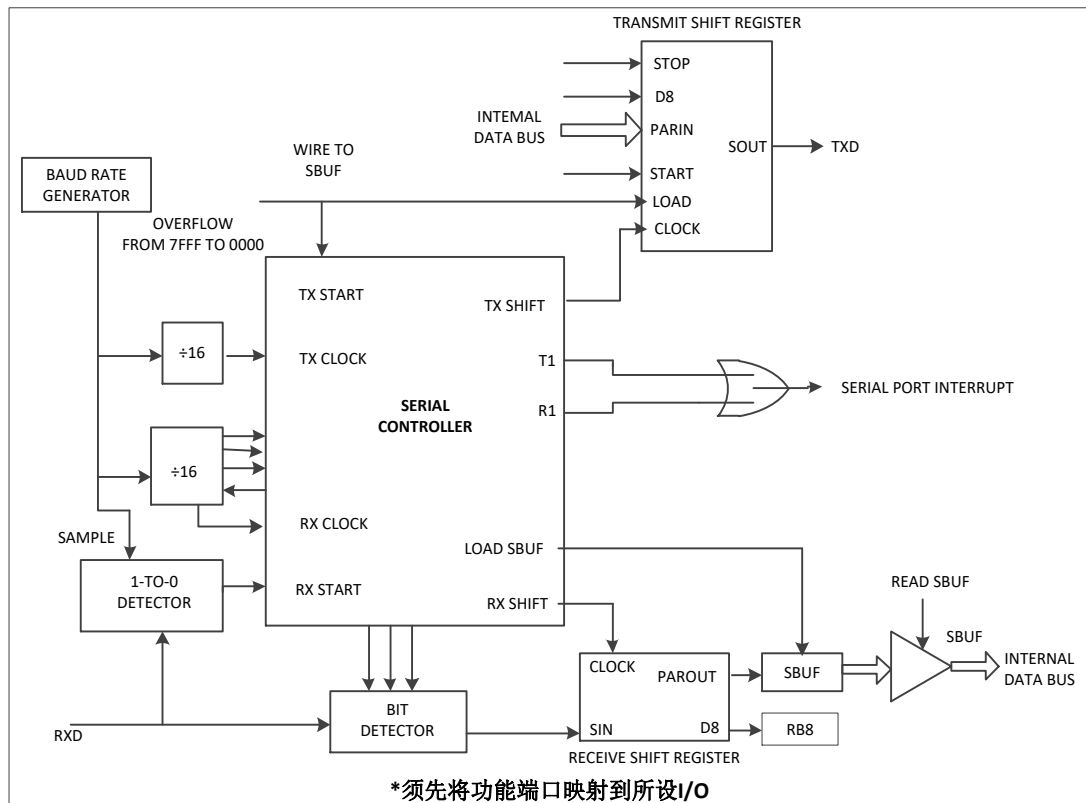 TRANSMIT SHIFT REGISTER
STOP
D8
INTEMAL
DATA BUS
PARIN
SOUT
TXD
START
WIRE TO
SBUF
LOAD
CLOCK
BAUD RATE
GENERATOR
OVERFLOW
FROM 7FFF TO 0000
TX START
TX SHIFT
÷16
TX CLOCK
T1
SERIAL PORT INTERRUPT
R1
SERIAL
CONTROLLER
÷16
RX CLOCK
SAMPLE
LOAD SBUF
1-TO-0
DETECTOR
RX START
RX SHIFT
READ SBUF
SBUF
INTERNAL
DATA BUS
CLOCK
PAROUT
SBUF
BIT
DETECTOR
RXD
SIN
D8
RB8
RECEIVE SHIFT REGISTER
*须先将功能端口映射到所设I/O